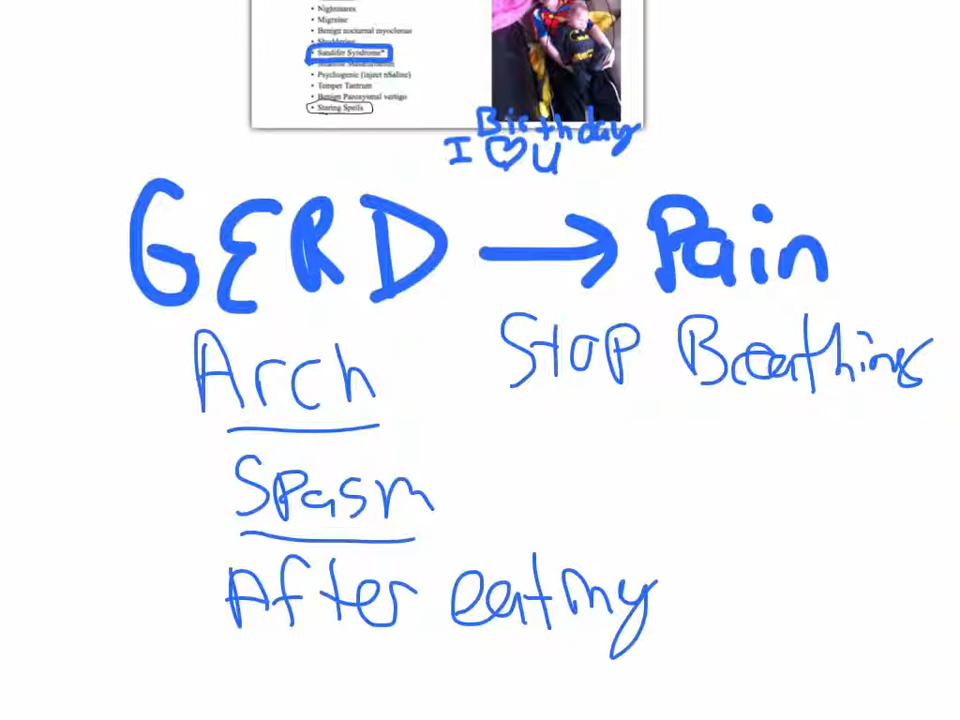 • Nightmares
• Migraine
• Benign nocturnal myoclonus
• Shuddering
• Sandifer Syndrome*
• Psychogenic (inject nSaline)
• Temper Tantrum
• Benign Paroxysmal vertigo
• Staring Spells
Birthday
I ♡ U
GERD → Pain
Arch
Stop Breathing
Spasm
After eating